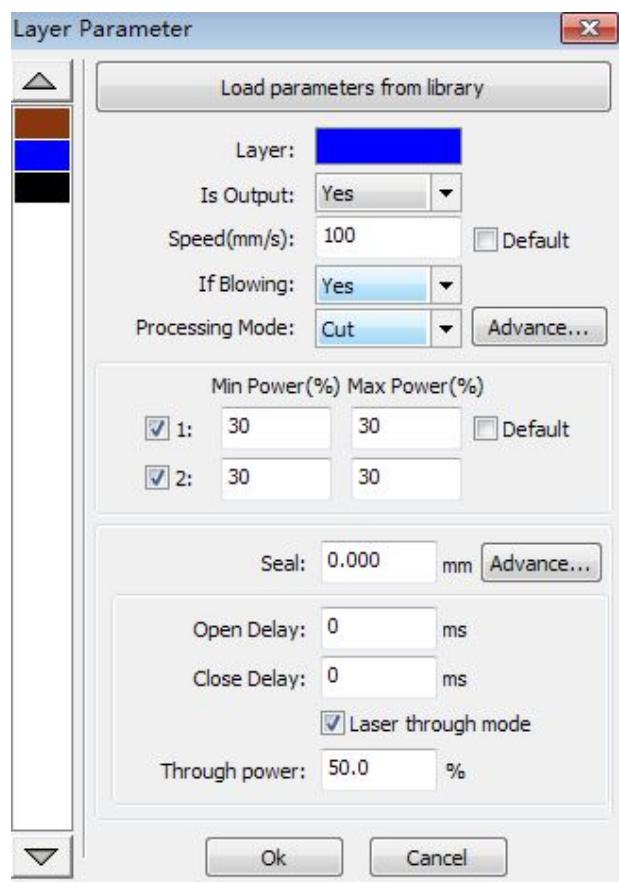 Layer Parameter
Load parameters from library
Layer:
Is Output: Yes
Speed(mm/s): 100 Default
If Blowing: Yes
Processing Mode: Cut Advance...
Min Power(%) Max Power(%)
1: 30 30 Default
2: 30 30
Seal: 0.000 mm Advance...
Open Delay: 0 ms
Close Delay: 0 ms
Laser through mode
Through power: 50.0 %
Ok Cancel